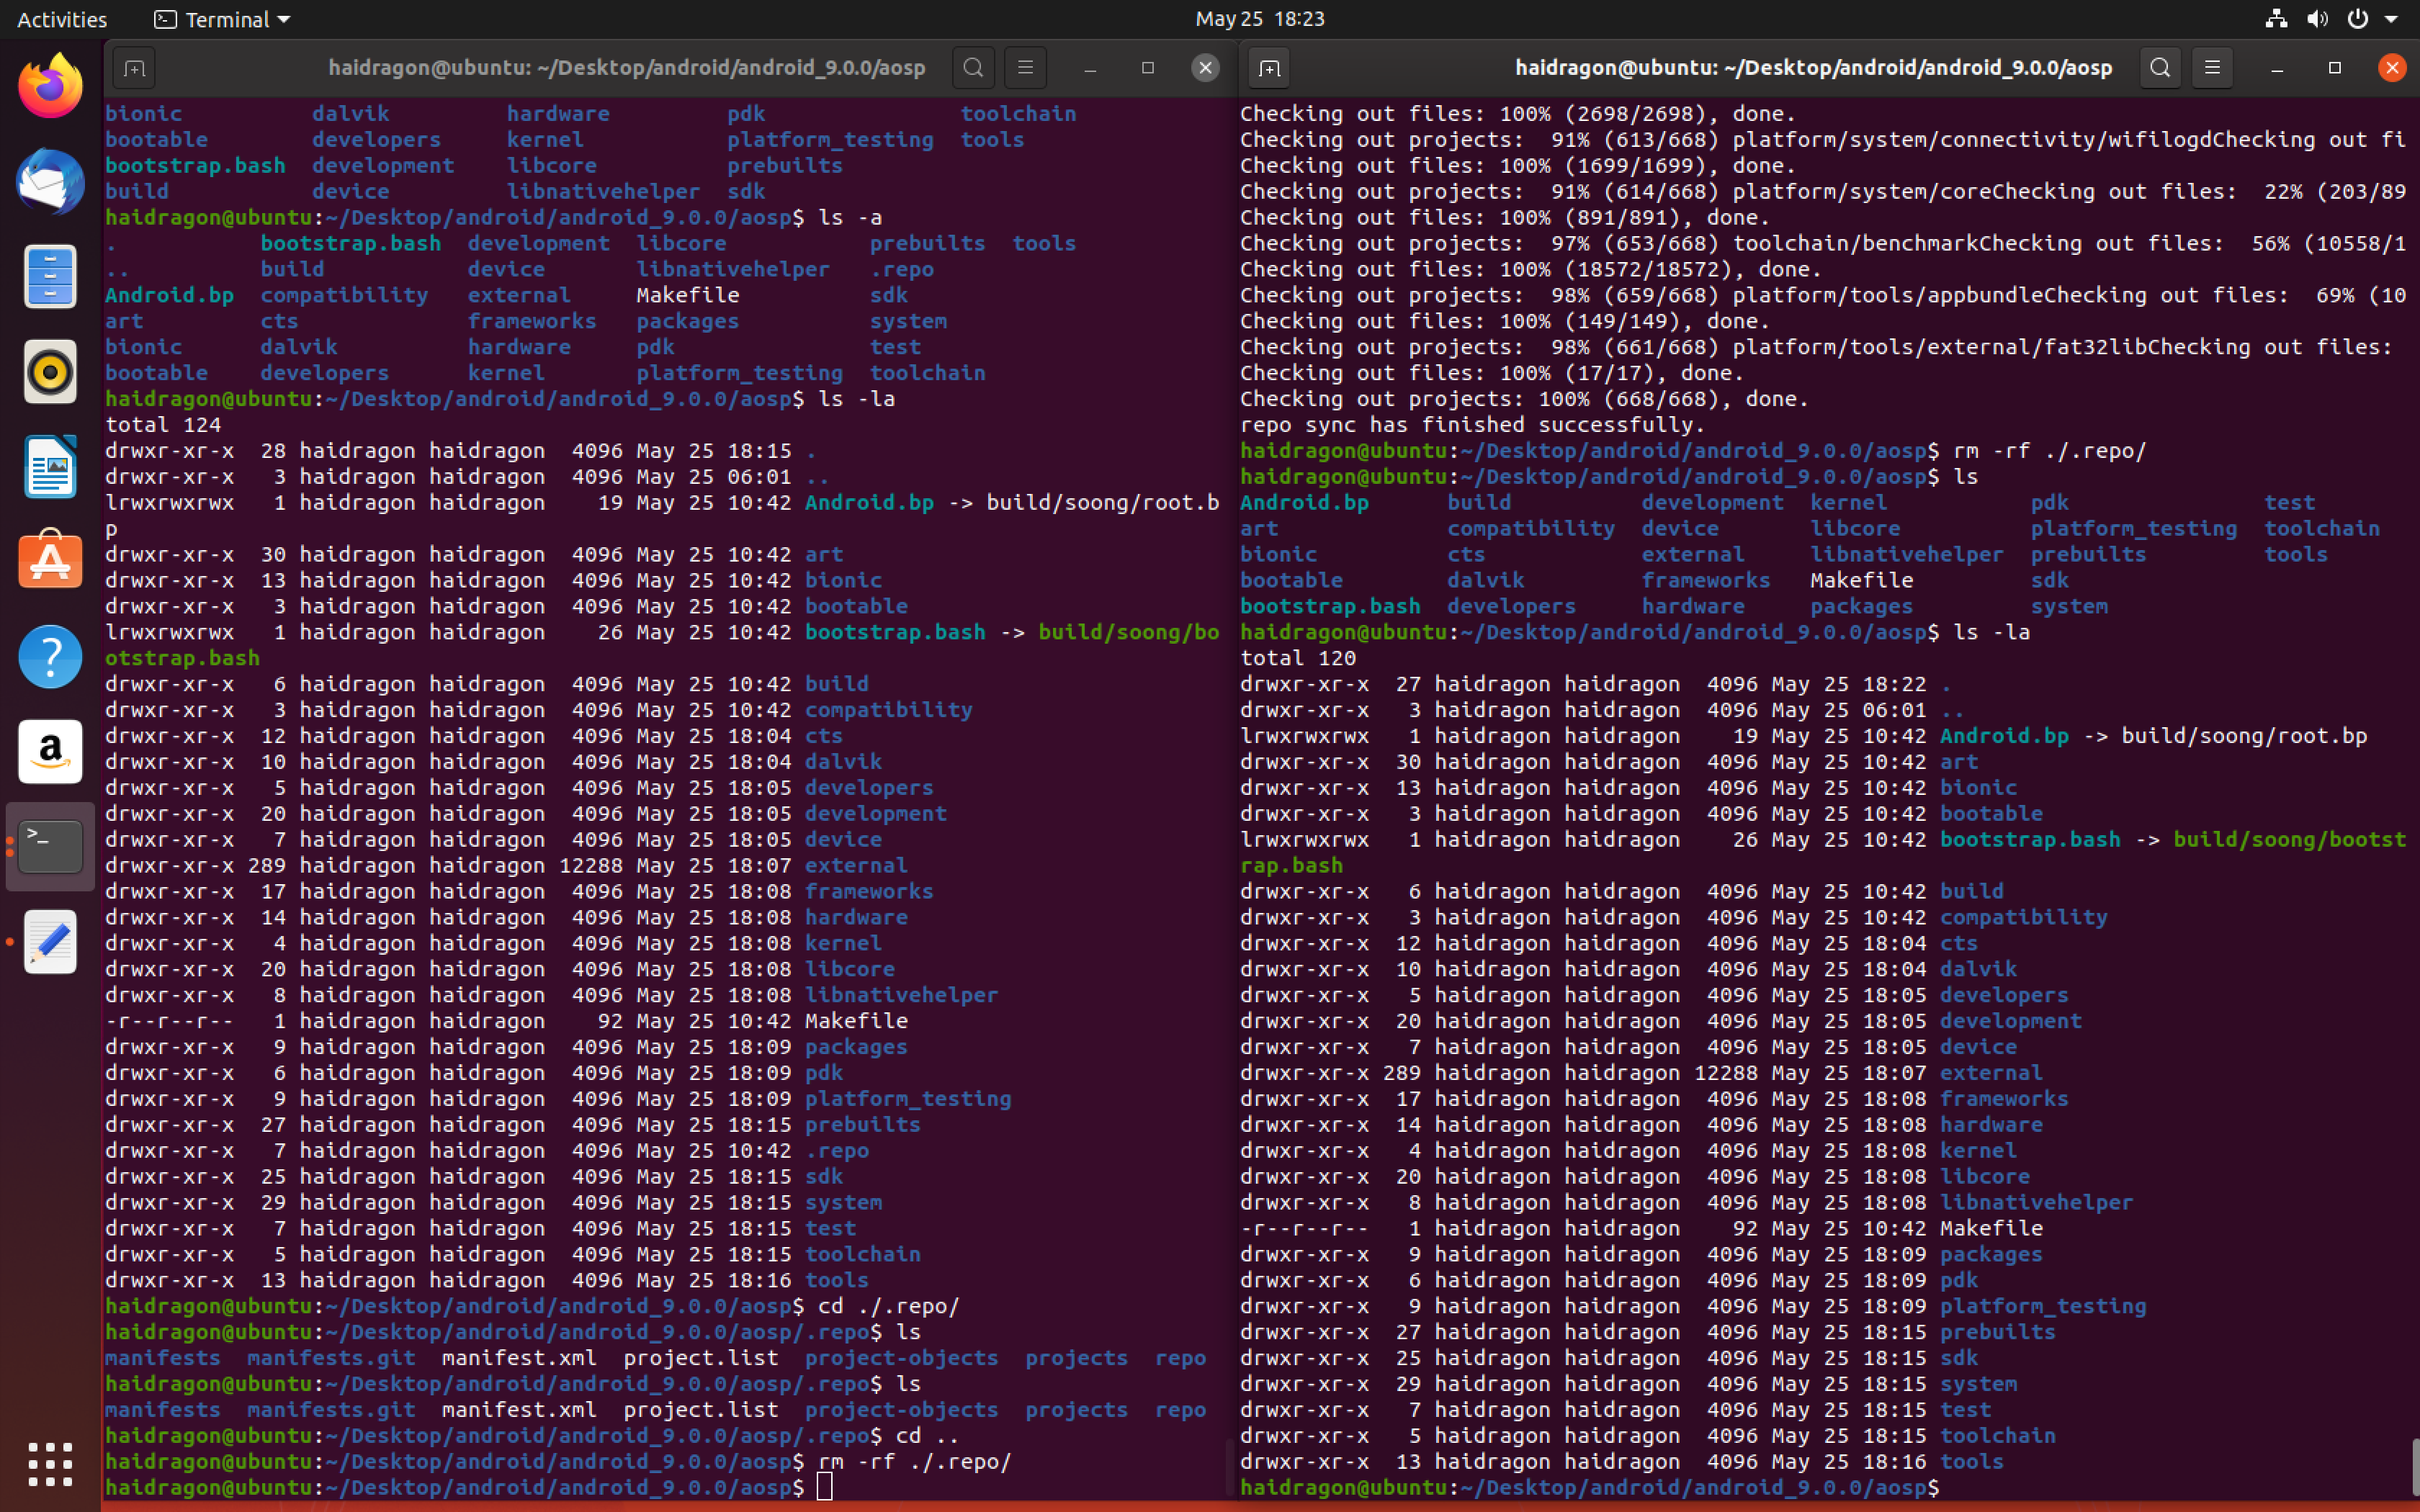 Activities
Terminal
May 25 18:23
haidragon@ubuntu: ~/Desktop/android/android_9.0.0/aosp
bionic dalvik hardware pdk toolchain
bootable developers kernel platform_testing tools
bootstrap.bash development libcore prebuilts
build device libnativehelper sdk
haidragon@ubuntu:~/Desktop/android/android_9.0.0/aosp$ ls -a
. bootstrap.bash development libcore prebuilts tools
.. build device libnativehelper .repo
Android.bp compatibility external Makefile sdk
art cts frameworks packages system
bionic dalvik hardware pdk test
bootable developers kernel platform_testing toolchain
haidragon@ubuntu:~/Desktop/android/android_9.0.0/aosp$ ls -la
total 124
drwxr-xr-x 28 haidragon haidragon 4096 May 25 18:15 .
drwxr-xr-x 3 haidragon haidragon 4096 May 25 06:01 ..
lrwxrwxrwx 1 haidragon haidragon 19 May 25 10:42 Android.bp -> build/soong/root.b
p
drwxr-xr-x 30 haidragon haidragon 4096 May 25 10:42 art
drwxr-xr-x 13 haidragon haidragon 4096 May 25 10:42 bionic
drwxr-xr-x 3 haidragon haidragon 4096 May 25 10:42 bootable
lrwxrwxrwx 1 haidragon haidragon 26 May 25 10:42 bootstrap.bash -> build/soong/bo
otstrap.bash
drwxr-xr-x 6 haidragon haidragon 4096 May 25 10:42 build
drwxr-xr-x 3 haidragon haidragon 4096 May 25 10:42 compatibility
drwxr-xr-x 12 haidragon haidragon 4096 May 25 18:04 cts
drwxr-xr-x 10 haidragon haidragon 4096 May 25 18:04 dalvik
drwxr-xr-x 5 haidragon haidragon 4096 May 25 18:05 developers
drwxr-xr-x 20 haidragon haidragon 4096 May 25 18:05 development
drwxr-xr-x 7 haidragon haidragon 4096 May 25 18:05 device
drwxr-xr-x 289 haidragon haidragon 12288 May 25 18:07 external
drwxr-xr-x 17 haidragon haidragon 4096 May 25 18:08 frameworks
drwxr-xr-x 14 haidragon haidragon 4096 May 25 18:08 hardware
drwxr-xr-x 4 haidragon haidragon 4096 May 25 18:08 kernel
drwxr-xr-x 20 haidragon haidragon 4096 May 25 18:08 libcore
drwxr-xr-x 8 haidragon haidragon 4096 May 25 18:08 libnativehelper
-r--r--r-- 1 haidragon haidragon 92 May 25 10:42 Makefile
drwxr-xr-x 9 haidragon haidragon 4096 May 25 18:09 packages
drwxr-xr-x 6 haidragon haidragon 4096 May 25 18:09 pdk
drwxr-xr-x 9 haidragon haidragon 4096 May 25 18:09 platform_testing
drwxr-xr-x 27 haidragon haidragon 4096 May 25 18:15 prebuilts
drwxr-xr-x 7 haidragon haidragon 4096 May 25 10:42 .repo
drwxr-xr-x 25 haidragon haidragon 4096 May 25 18:15 sdk
drwxr-xr-x 29 haidragon haidragon 4096 May 25 18:15 system
drwxr-xr-x 7 haidragon haidragon 4096 May 25 18:15 test
drwxr-xr-x 5 haidragon haidragon 4096 May 25 18:15 toolchain
drwxr-xr-x 13 haidragon haidragon 4096 May 25 18:16 tools
haidragon@ubuntu:~/Desktop/android/android_9.0.0/aosp$ cd ./.repo/
haidragon@ubuntu:~/Desktop/android/android_9.0.0/aosp/.repo$ ls
manifests manifests.git manifest.xml project.list project-objects projects repo
haidragon@ubuntu:~/Desktop/android/android_9.0.0/aosp/.repo$ ls
manifests manifests.git manifest.xml project.list project-objects projects repo
haidragon@ubuntu:~/Desktop/android/android_9.0.0/aosp/.repo$ cd ..
haidragon@ubuntu:~/Desktop/android/android_9.0.0/aosp$ rm -rf ./.repo/
haidragon@ubuntu:~/Desktop/android/android_9.0.0/aosp$
haidragon@ubuntu: ~/Desktop/android/android_9.0.0/aosp
Checking out files: 100% (2698/2698), done.
Checking out projects: 91% (613/668) platform/system/connectivity/wifilogdChecking out fi
Checking out files: 100% (1699/1699), done.
Checking out projects: 91% (614/668) platform/system/coreChecking out files: 22% (203/89
Checking out files: 100% (891/891), done.
Checking out projects: 97% (653/668) toolchain/benchmarkChecking out files: 56% (10558/1
Checking out files: 100% (18572/18572), done.
Checking out projects: 98% (659/668) platform/tools/appbundleChecking out files: 69% (10
Checking out files: 100% (149/149), done.
Checking out projects: 98% (661/668) platform/tools/external/fat32libChecking out files:
Checking out files: 100% (17/17), done.
Checking out projects: 100% (668/668), done.
repo sync has finished successfully.
haidragon@ubuntu:~/Desktop/android/android_9.0.0/aosp$ rm -rf ./.repo/
haidragon@ubuntu:~/Desktop/android/android_9.0.0/aosp$ ls
Android.bp build development kernel pdk test
art compatibility device libcore platform_testing toolchain
bionic cts external libnativehelper prebuilts tools
bootable dalvik frameworks Makefile sdk
bootstrap.bash developers hardware packages system
haidragon@ubuntu:~/Desktop/android/android_9.0.0/aosp$ ls -la
total 120
drwxr-xr-x 27 haidragon haidragon 4096 May 25 18:22 .
drwxr-xr-x 3 haidragon haidragon 4096 May 25 06:01 ..
lrwxrwxrwx 1 haidragon haidragon 19 May 25 10:42 Android.bp -> build/soong/root.bp
drwxr-xr-x 30 haidragon haidragon 4096 May 25 10:42 art
drwxr-xr-x 13 haidragon haidragon 4096 May 25 10:42 bionic
drwxr-xr-x 3 haidragon haidragon 4096 May 25 10:42 bootable
lrwxrwxrwx 1 haidragon haidragon 26 May 25 10:42 bootstrap.bash -> build/soong/bootst
rap.bash
drwxr-xr-x 6 haidragon haidragon 4096 May 25 10:42 build
drwxr-xr-x 3 haidragon haidragon 4096 May 25 10:42 compatibility
drwxr-xr-x 12 haidragon haidragon 4096 May 25 18:04 cts
drwxr-xr-x 10 haidragon haidragon 4096 May 25 18:04 dalvik
drwxr-xr-x 5 haidragon haidragon 4096 May 25 18:05 developers
drwxr-xr-x 20 haidragon haidragon 4096 May 25 18:05 development
drwxr-xr-x 7 haidragon haidragon 4096 May 25 18:05 device
drwxr-xr-x 289 haidragon haidragon 12288 May 25 18:07 external
drwxr-xr-x 17 haidragon haidragon 4096 May 25 18:08 frameworks
drwxr-xr-x 14 haidragon haidragon 4096 May 25 18:08 hardware
drwxr-xr-x 4 haidragon haidragon 4096 May 25 18:08 kernel
drwxr-xr-x 20 haidragon haidragon 4096 May 25 18:08 libcore
drwxr-xr-x 8 haidragon haidragon 4096 May 25 18:08 libnativehelper
-r--r--r-- 1 haidragon haidragon 92 May 25 10:42 Makefile
drwxr-xr-x 9 haidragon haidragon 4096 May 25 18:09 packages
drwxr-xr-x 6 haidragon haidragon 4096 May 25 18:09 pdk
drwxr-xr-x 9 haidragon haidragon 4096 May 25 18:09 platform_testing
drwxr-xr-x 27 haidragon haidragon 4096 May 25 18:15 prebuilts
drwxr-xr-x 25 haidragon haidragon 4096 May 25 18:15 sdk
drwxr-xr-x 29 haidragon haidragon 4096 May 25 18:15 system
drwxr-xr-x 7 haidragon haidragon 4096 May 25 18:15 test
drwxr-xr-x 5 haidragon haidragon 4096 May 25 18:15 toolchain
drwxr-xr-x 13 haidragon haidragon 4096 May 25 18:16 tools
haidragon@ubuntu:~/Desktop/android/android_9.0.0/aosp$